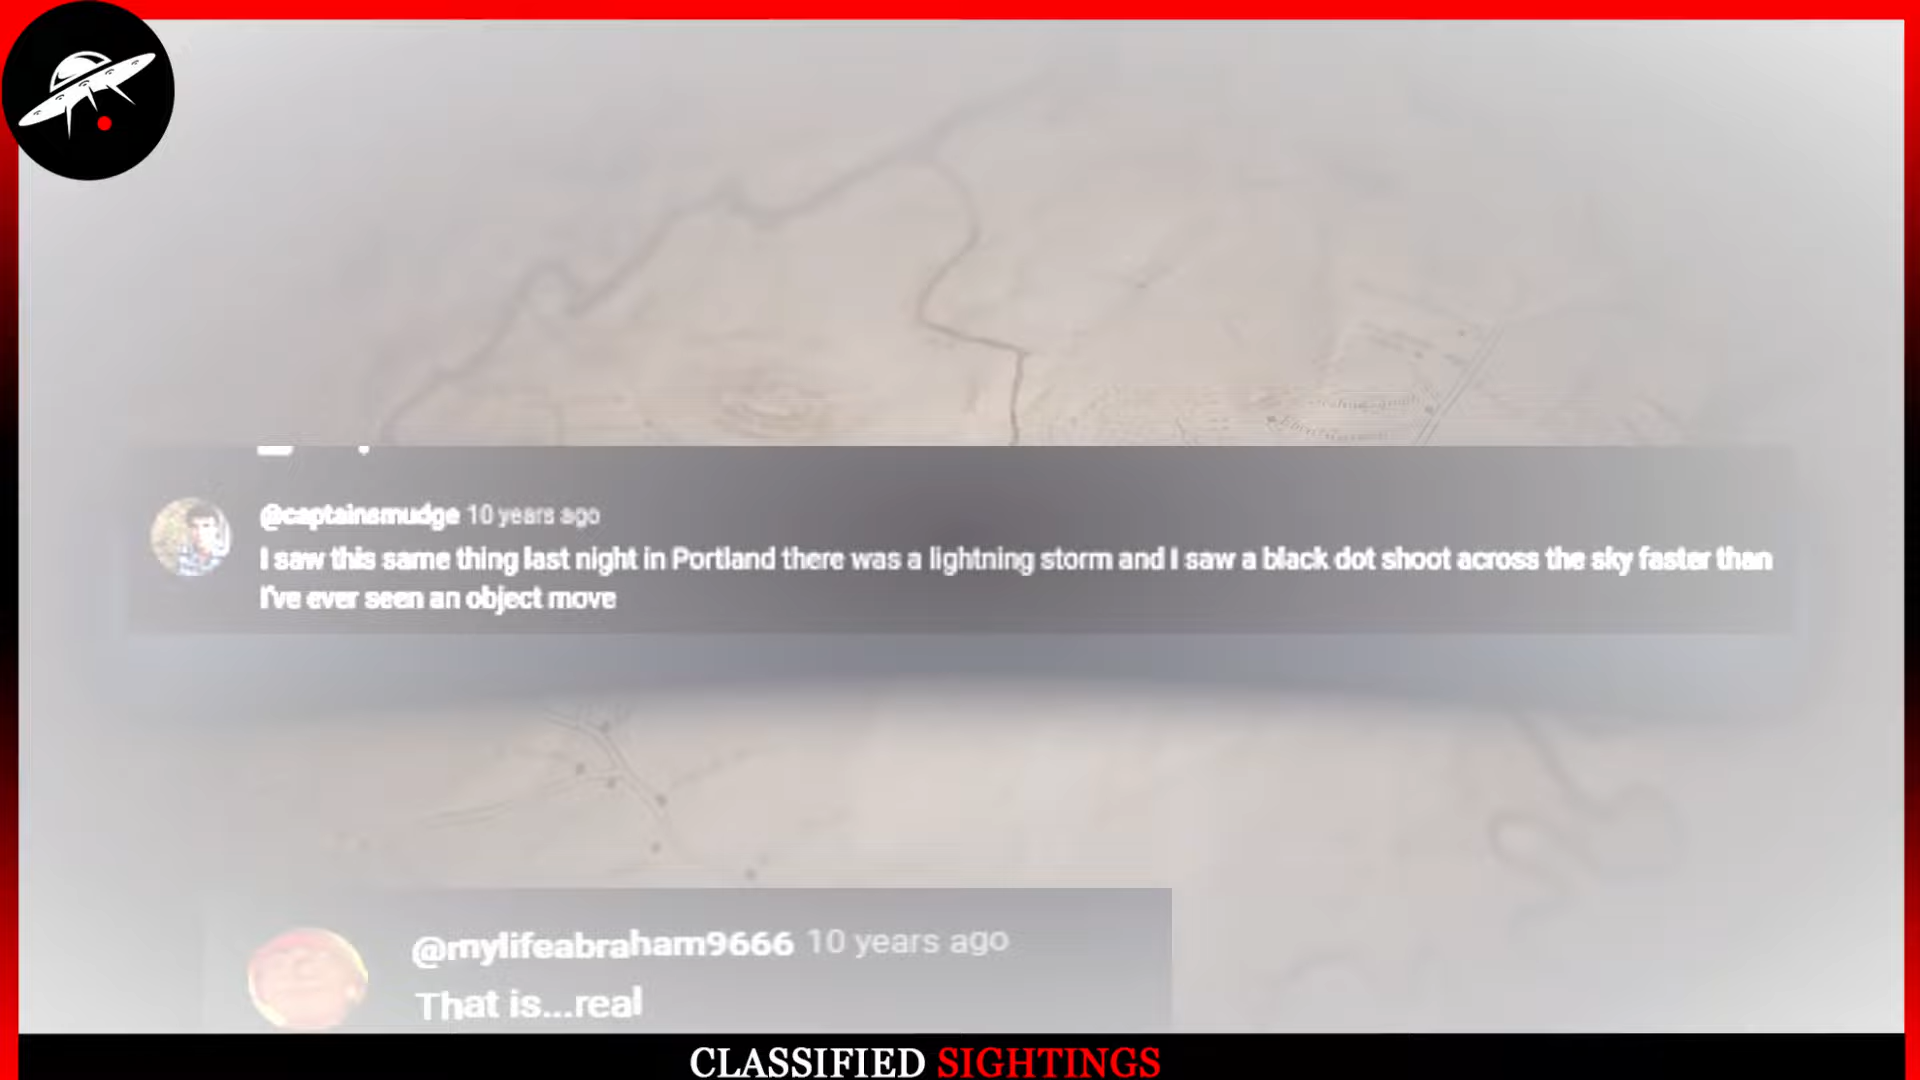 @captainsmudge 10 years ago
I saw this same thing last night in Portland there was a lightning storm and I saw a black dot shoot across the sky faster than
I've ever seen an object move
@mylifeabraham9666 10 years ago
That is...real
CLASSIFIED SIGHTINGS